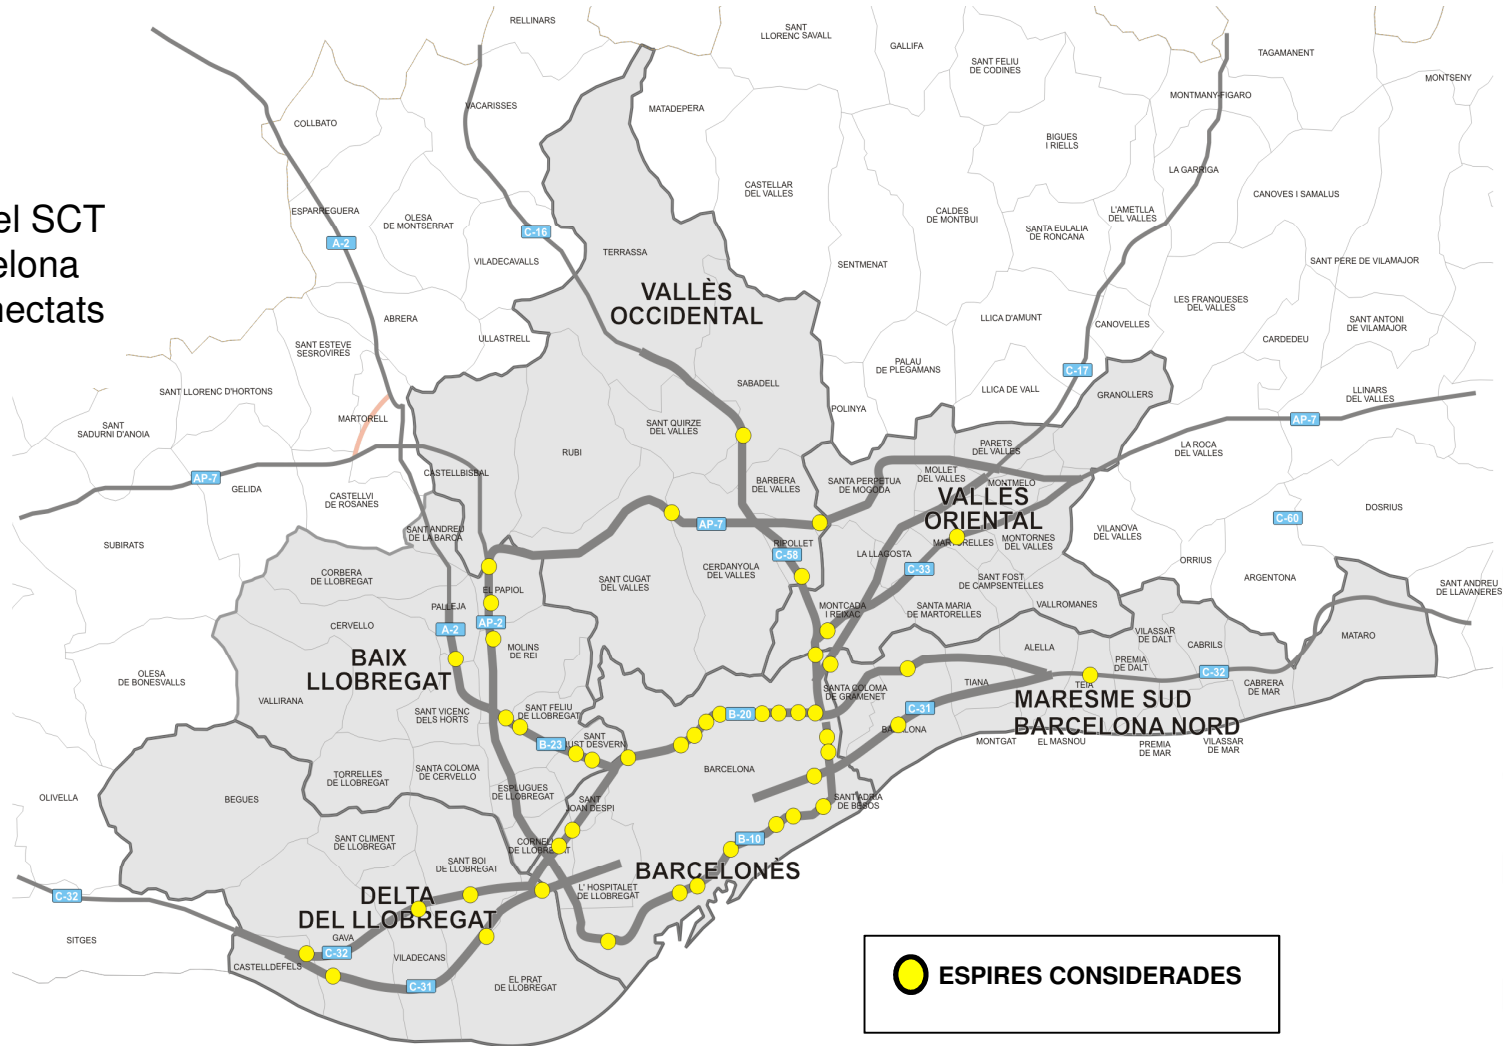 RELLINARS
SANT
LLORENC SAVALL
GALLIFA
SANT FELIU
DE CODINES
TAGAMANENT
MONTSENY
MONTMANY-FIGARO
VACARISSES
MATADEPERA
COLLBATO
BIGUES
I RIELLS
LA GARRIGA
CASTELLAR
DEL VALLES
CANOVES I SAMALUS
el SCT
elona
nectats
ESPARREGUERA
OLESA
DE MONTSERRAT
CALDES
DE MONTBUI
L'AMETLLA
DEL VALLES
A-2
C-16
SANTA EULALIA
DE RONCANA
TERRASSA
VILADECAVALLS
SENTMENAT
SANT PERE DE VILAMAJOR
VALLÈS
OCCIDENTAL
LES FRANQUESES
DEL VALLES
ABRERA
LLICA D'AMUNT
CANOVELLES
SANT ANTONI
DE VILAMAJOR
ULLASTRELL
SANT ESTEVE
SESROVIRES
CARDEDEU
PALAU
DE PLEGAMANS
C-17
SABADELL
SANT LLORENC D'HORTONS
LLICA DE VALL
GRANOLLERS
LLINARS
DEL VALLES
POLINYA
MARTORELL
SANT
SADURNI D'ANOIA
SANT QUIRZE
DEL VALLES
AP-7
RUBI
PARETS
DEL VALLES
LA ROCA
DEL VALLES
CASTELLBISBAL
AP-7
GELIDA
CASTELLVI
DE ROSANES
BARBERA
DEL VALLES
SANTA PERPETUA
DE MOGODA
MOLLET
DEL VALLES
MONTMELO
VALLÈS
ORIENTAL
DOSRIUS
C-60
AP-7
SANT ANDREU
DE LA BARCA
SUBIRATS
RIPOLLET
C-58
LA LLAGOSTA
MARTORELLES
MONTORNES
DEL VALLES
VILANOVA
DEL VALLES
ORRIUS
CORBERA
DE LLOBREGAT
SANT CUGAT
DEL VALLES
CERDANYOLA
DEL VALLES
C-33
SANT FOST
DE CAMPSENTELLES
ARGENTONA
SANT ANDREU
DE LLAVANERES
EL PAPIOL
PALLEJA
MONTCADA
I REIXAC
SANTA MARIA
DE MARTORELLES
VALLROMANES
CERVELLO
A-2
AP-2
MOLINS
DE REI
VILASSAR
DE DALT
MATARO
BAIX
LLOBREGAT
ALELLA
CABRILS
PREMIA
DE DALT
OLESA
DE BONESVALLS
C-32
TIANA
TEIA
CABRERA
DE MAR
VALLIRANA
SANTA COLOMA
DE GRAMENET
MARESME SUD
BARCELONA NORD
SANT VICENC
DELS HORTS
SANT FELIU
DE LLOBREGAT
B-20
C-31
MONTGAT
EL MASNOU
PREMIA
DE MAR
VILASSAR
DE MAR
B-23
SANT
JUST DESVERN
TORRELLES
DE LLOBREGAT
SANTA COLOMA
DE CERVELLO
BARCELONA
OLIVELLA
BEGUES
ESPLUGUES
DE LLOBREGAT
SANT
JOAN DESPI
SANT ADRIA
DE BESOS
SANT CLIMENT
DE LLOBREGAT
B-10
DE LLOBREGAT
SANT BOI
DE LLOBREGAT
BARCELONÈS
C-32
DELTA
DEL LLOBREGAT
L' HOSPITALET
DE LLOBREGAT
SITGES
GAVA
C-32
VILADECANS
CASTELLDEFELS
C-31
EL PRAT
DE LLOBREGAT
ESPIRES CONSIDERADES